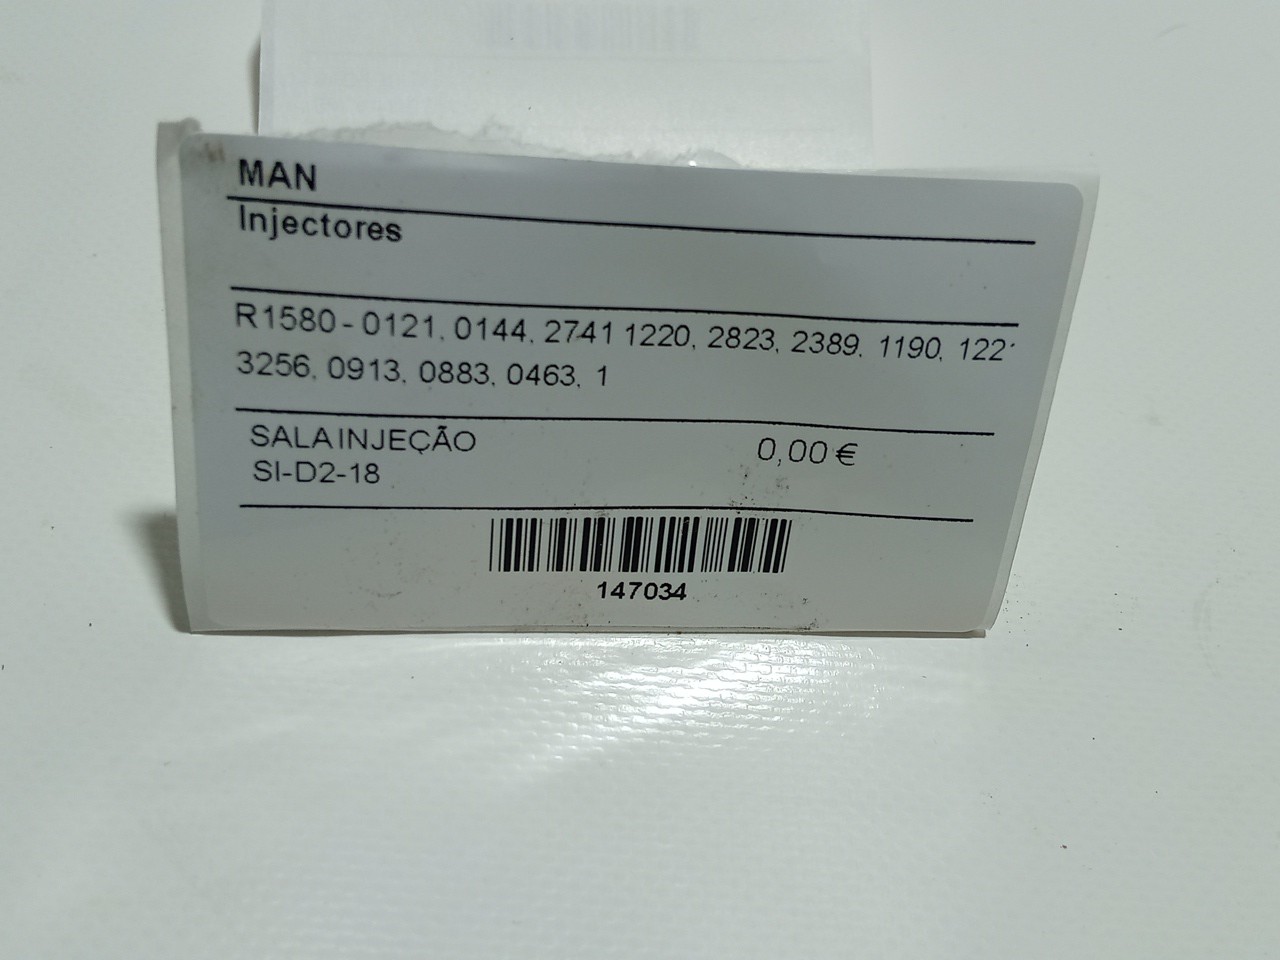 MAN
Injectores
R1580 - 0121, 0144, 2741 1220, 2823, 2389, 1190,
3256, 0913, 0883, 0463, 1
SALA INJEÇÃO 0,00 €
SI-D2-18
147034